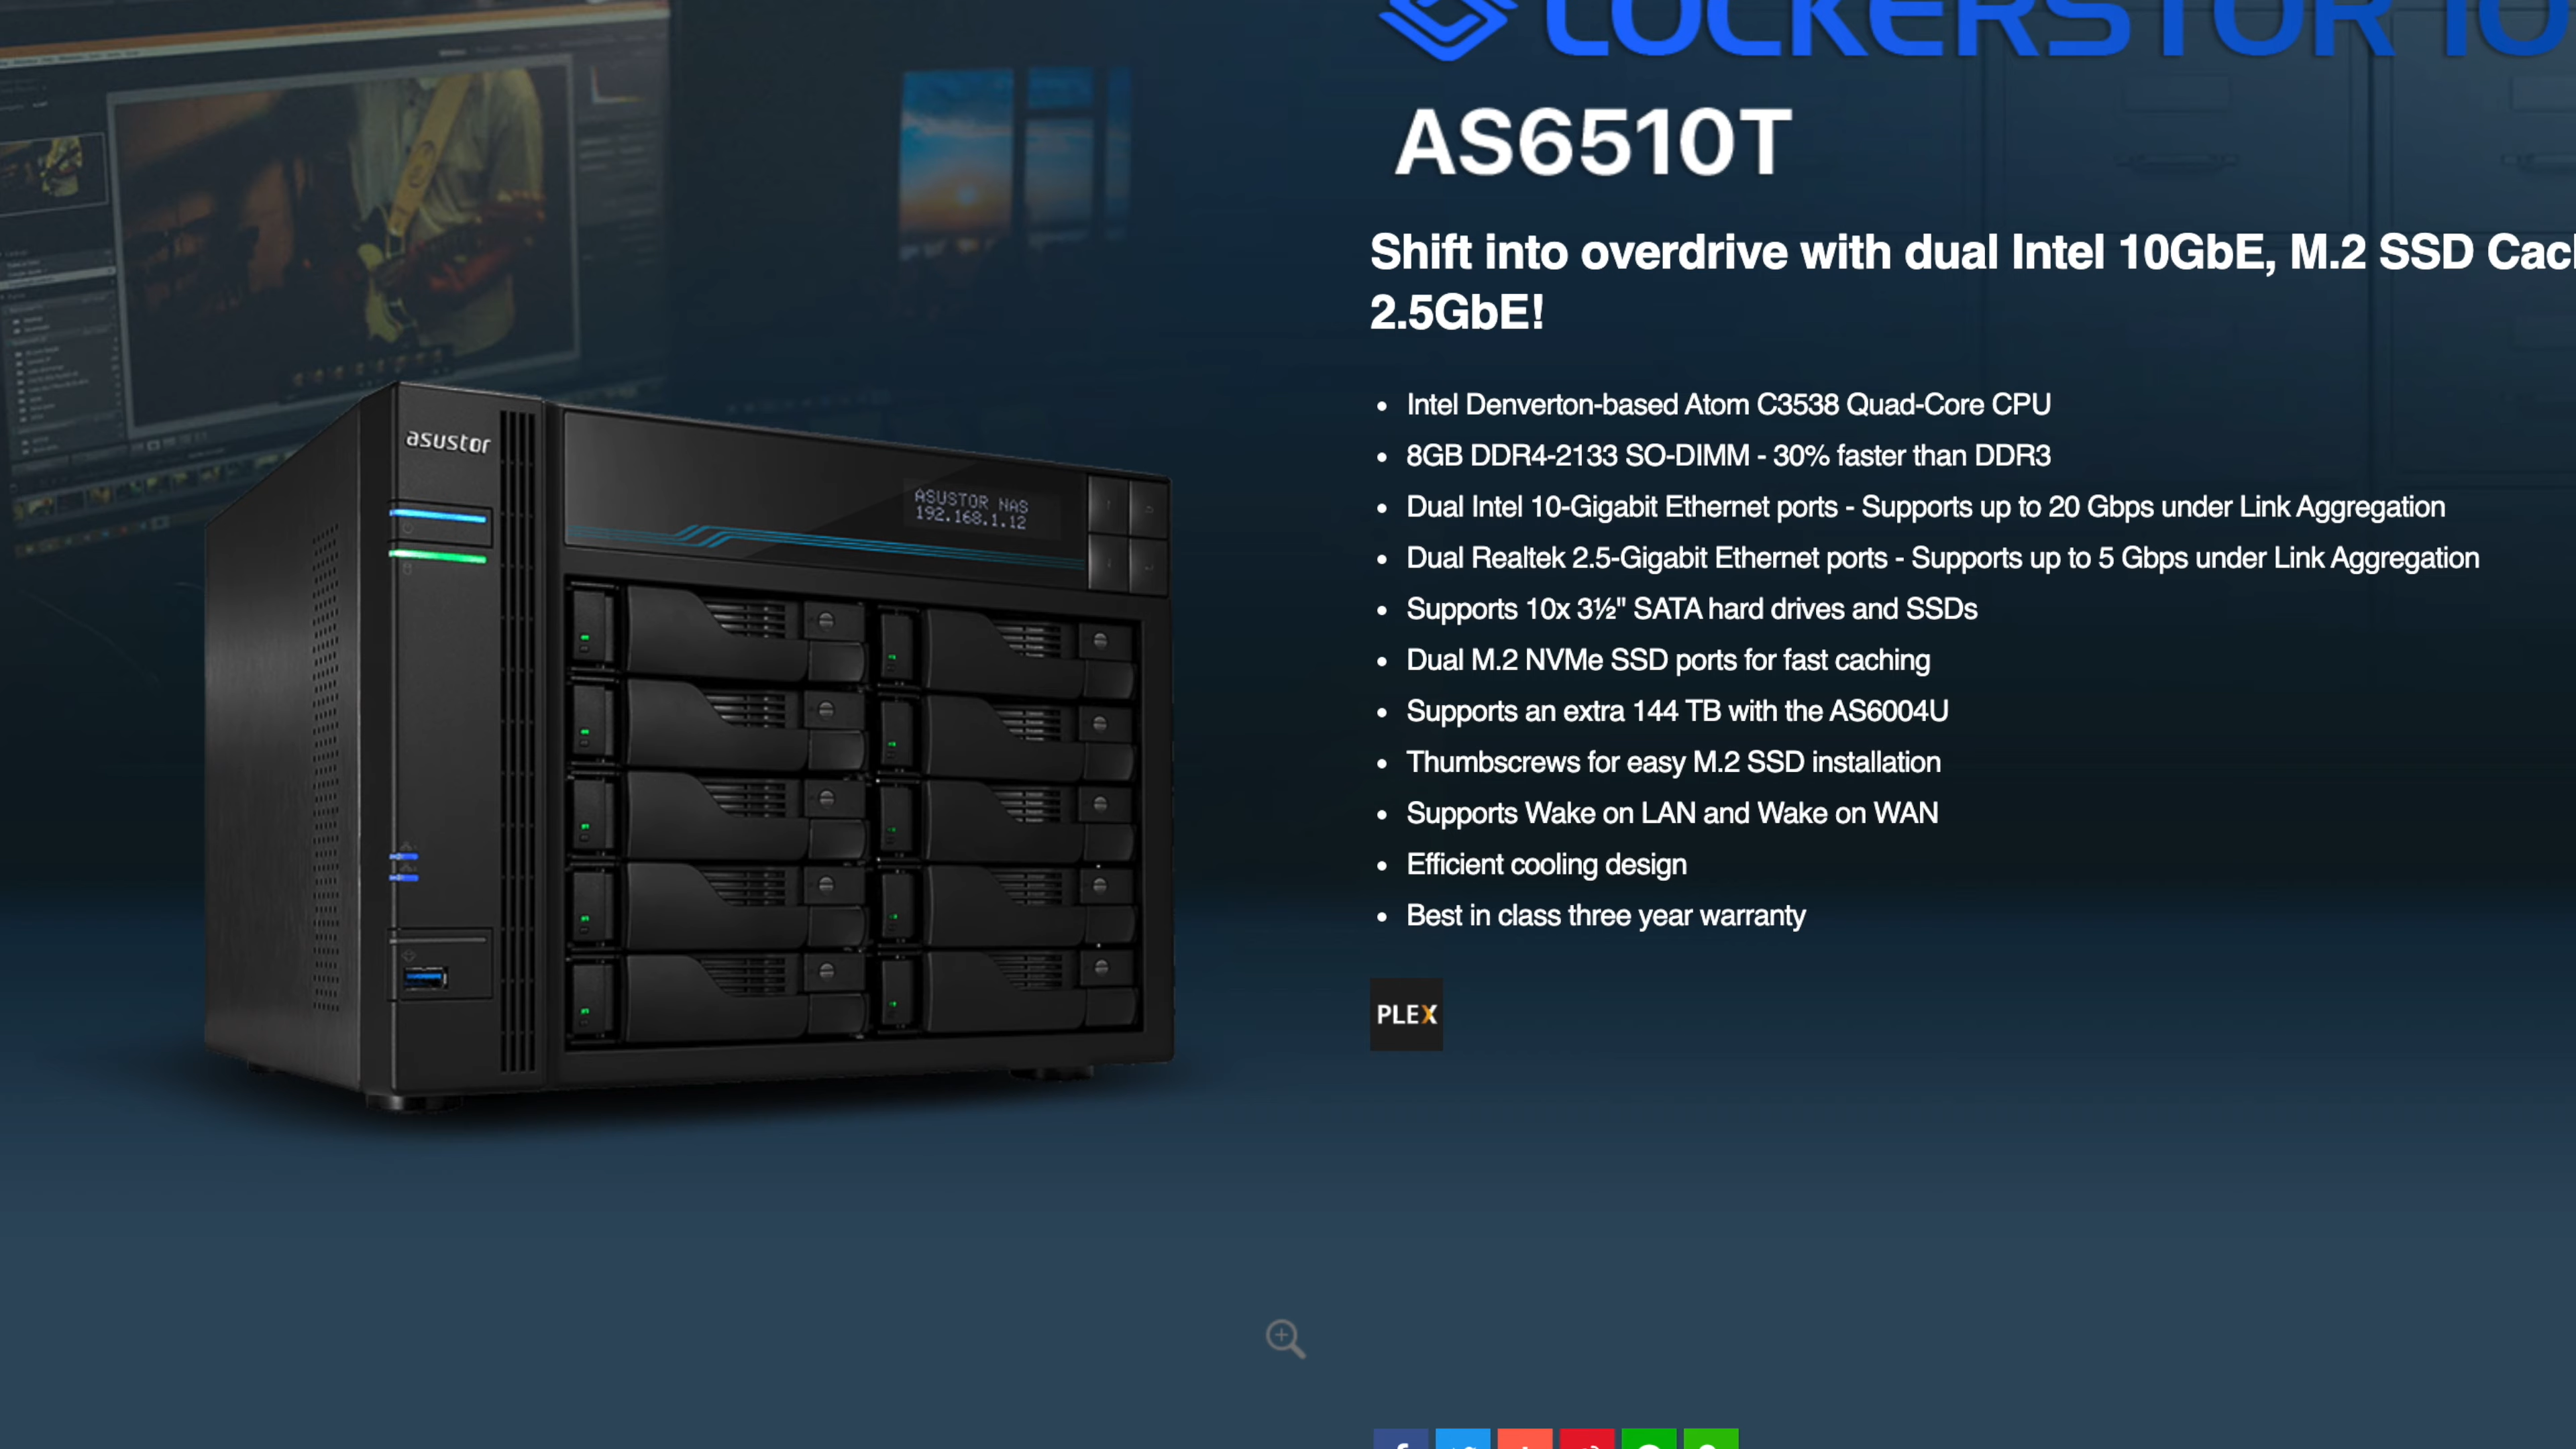 LOCKERSTOR 10
AS6510T
Shift into overdrive with dual Intel 10GbE, M.2 SSD
2.5GbE!
• Intel Denverton-based Atom C3538 Quad-Core CPU
• 8GB DDR4-2133 SO-DIMM - 30% faster than DDR3
• Dual Intel 10-Gigabit Ethernet ports - Supports up to 20 Gbps under Link Aggregation
• Dual Realtek 2.5-Gigabit Ethernet ports - Supports up to 5 Gbps under Link Aggregation
• Supports 10x 3½" SATA hard drives and SSDs
• Dual M.2 NVMe SSD ports for fast caching
• Supports an extra 144 TB with the AS6004U
• Thumbscrews for easy M.2 SSD installation
• Supports Wake on LAN and Wake on WAN
• Efficient cooling design
• Best in class three year warranty
PLEX
asustor
ASUSTOR NAS
192.168.1.12